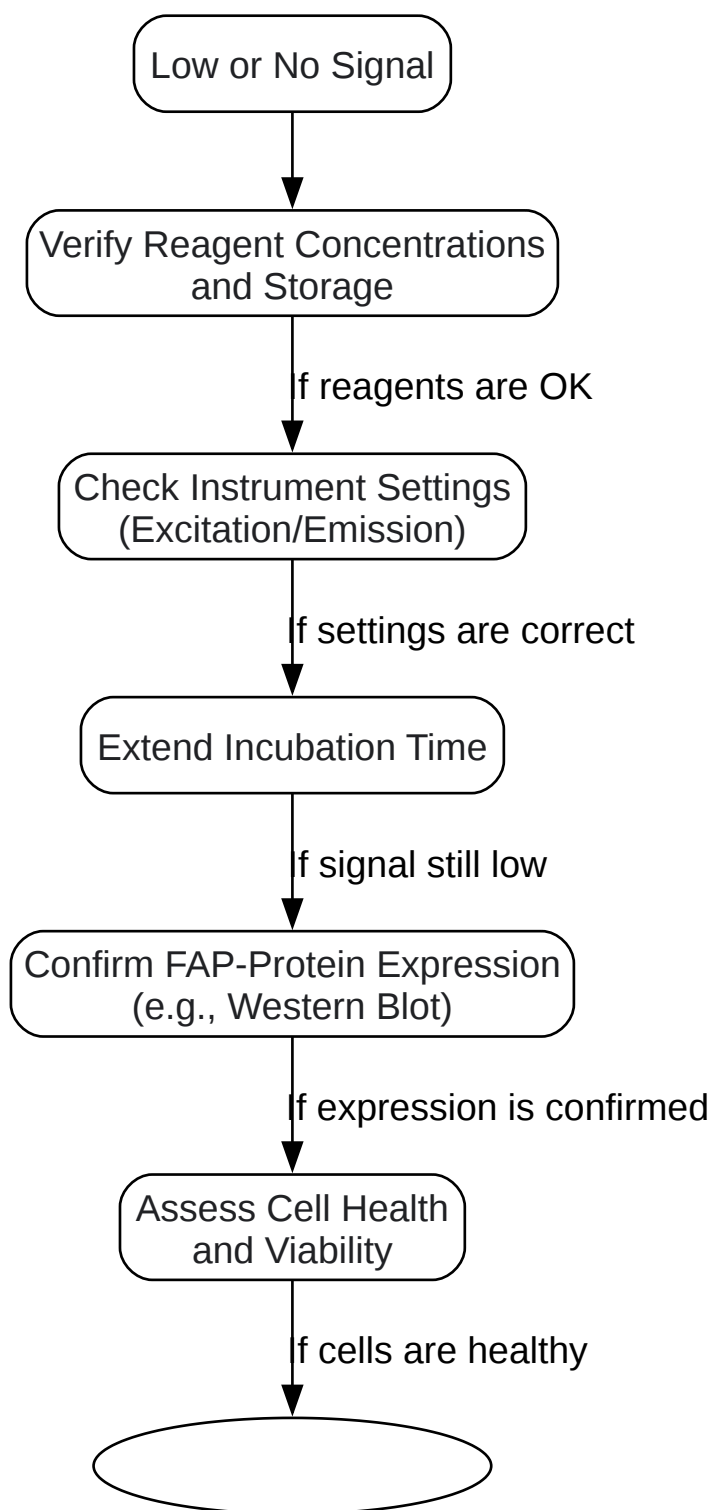 Low or No Signal
Verify Reagent Concentrations
and Storage
If reagents are OK
Check Instrument Settings
(Excitation/Emission)
If settings are correct
Extend Incubation Time
If signal still low
Confirm FAP-Protein Expression
(e.g., Western Blot)
If expression is confirmed
Assess Cell Health
and Viability
If cells are healthy